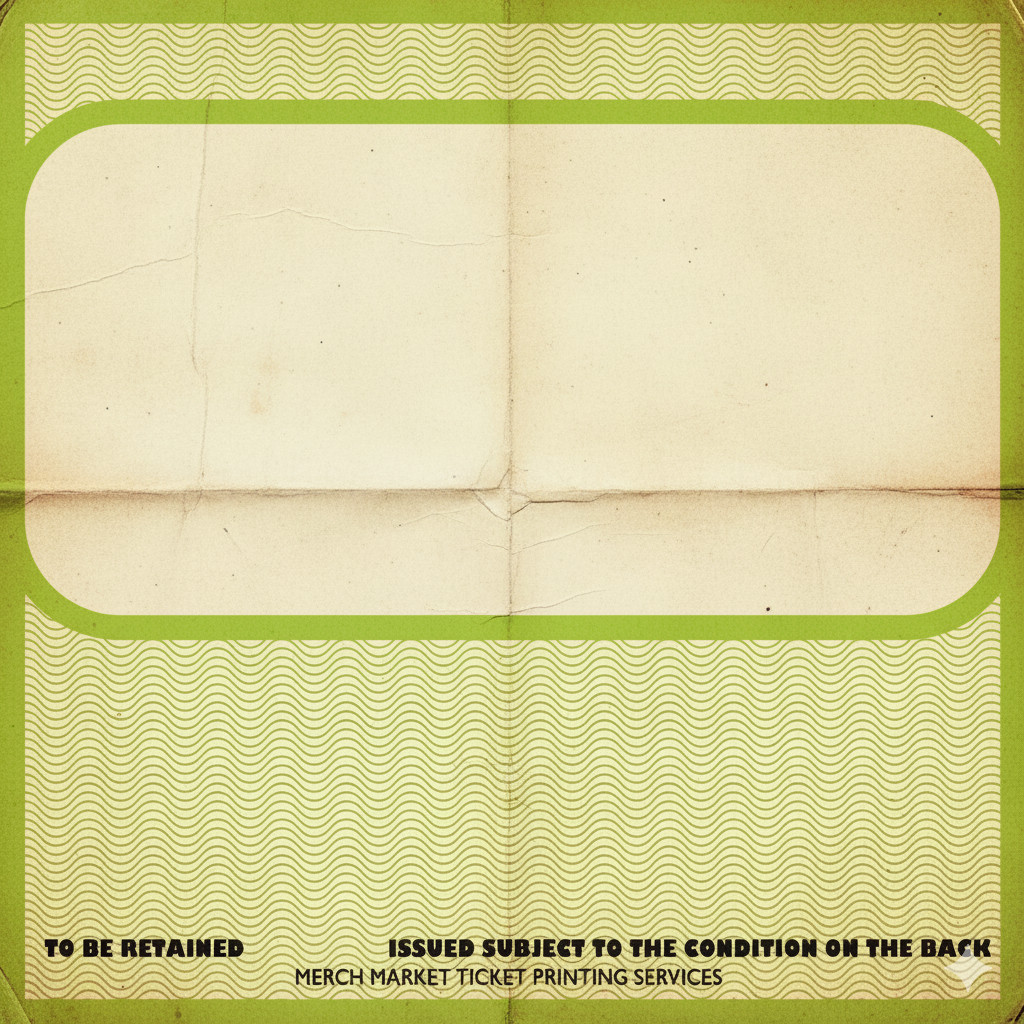 TO BE RETAINED ISSUED SUBJECT TO THE CONDITION ON THE BACK
MERCH MARKET TICKET PRINTING SERVICES